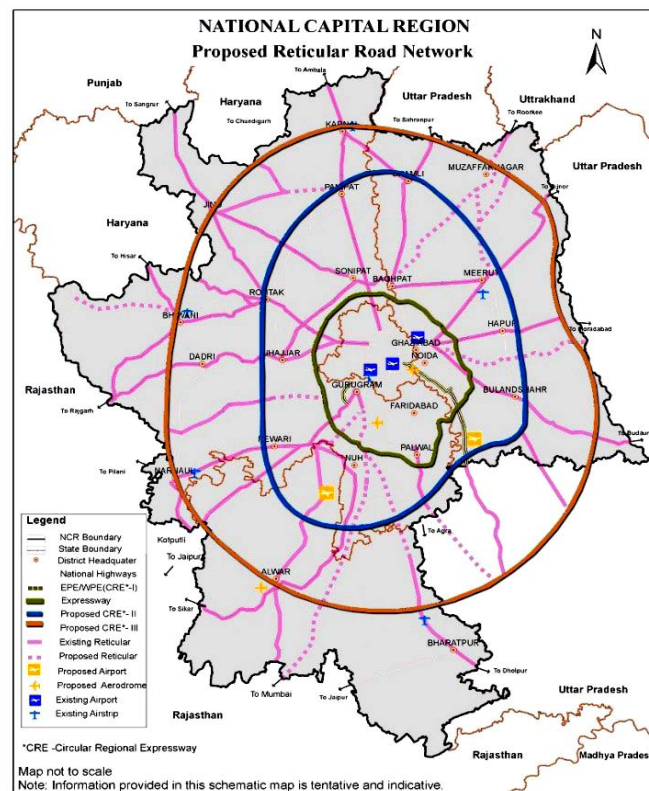 NATIONAL CAPITAL REGION
Proposed Reticular Road Network
N
To Ambala
Punjab
Haryana
Uttar Pradesh
Uttrakhand
To Sangrur
To Chandigarh
To Sahranpur
To Roorkee
KARNAL
Uttar Pradesh
SHAMLI
MUZAFFARNAGAR
PANIPAT
To Bijnor
JIND
Haryana
To Hisar
SONIPAT
BAGHPAT
MEERUT
ROHTAK
BHIWANI
HAPUR
To Moradabad
GHAZIABAD
NOIDA
DADRI
JHAJJAR
GURUGRAM
BULANDSHAHR
Rajasthan
To Rajgarh
FARIDABAD
To Budaun
REWARI
PALWAL
To Pilani
NARNAUL
NUH
Legend
NCR Boundary
State Boundary
District Headquater
National Highways
EPE/WPE(CRE*-I)
Expressway
Proposed CRE*- II
Proposed CRE*- III
Existing Reticular
Proposed Reticular
Proposed Airport
Proposed Aerodrome
Existing Airport
Existing Airstrip
Kotputli
To Agra
To Jaipur
ALWAR
To Sikar
BHARATPUR
To Dholpur
To Mumbai
To Jaipur
Rajasthan
Uttar Pradesh
Rajasthan
Madhya Prades
*CRE -Circular Regional Expressway
Map not to scale
Note: Information provided in this schematic map is tentative and indicative.